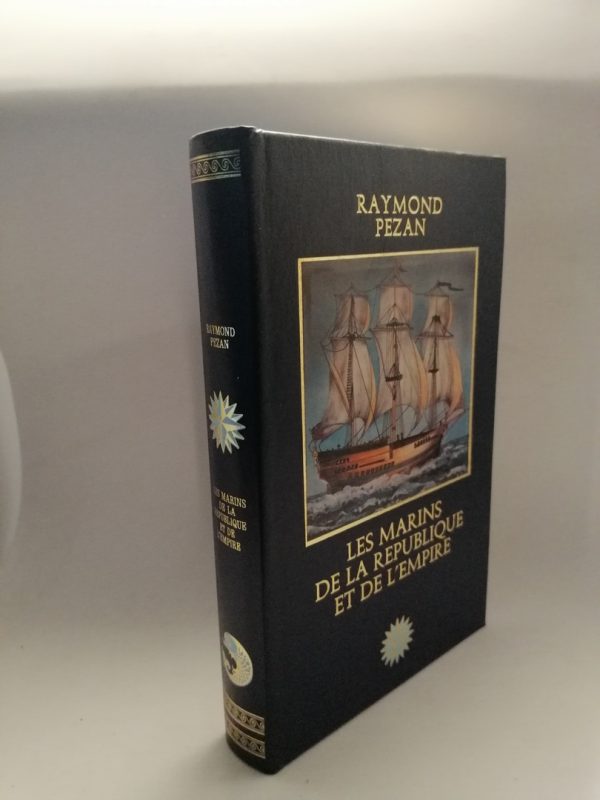 RAYMOND
PEZAN
LES MARINS
DE LA REPUBLIQUE
ET DE L'EMPIRE
RAYMOND
PEZAN
LES MARINS
DE LA
REPUBLIQUE
ET DE
L'EMPIRE